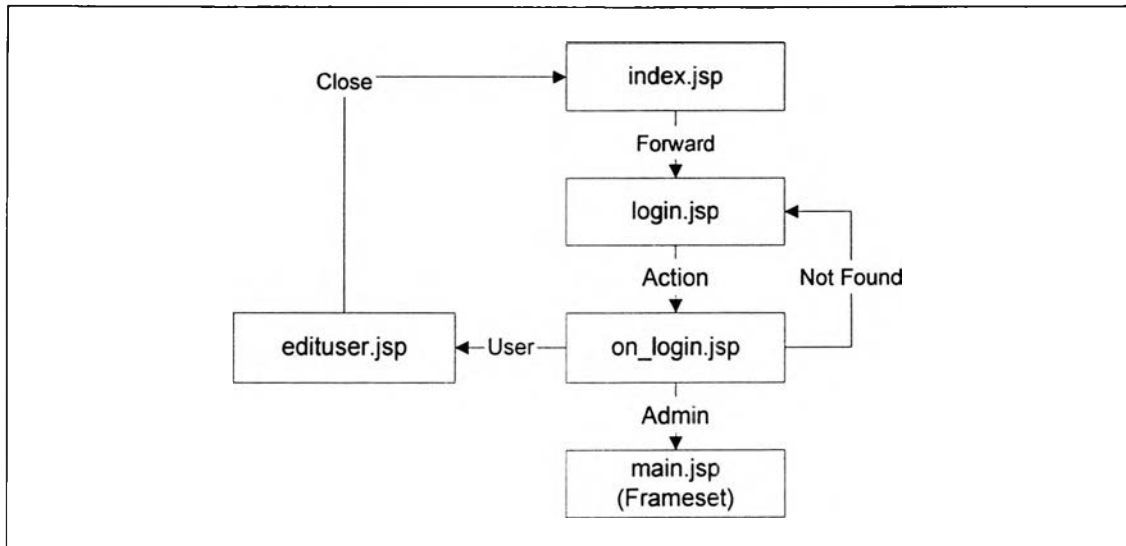 index.jsp
Close
Forward
login.jsp
Action
Not Found
edituser.jsp
User
on_login.jsp
Admin
main.jsp
(Frameset)